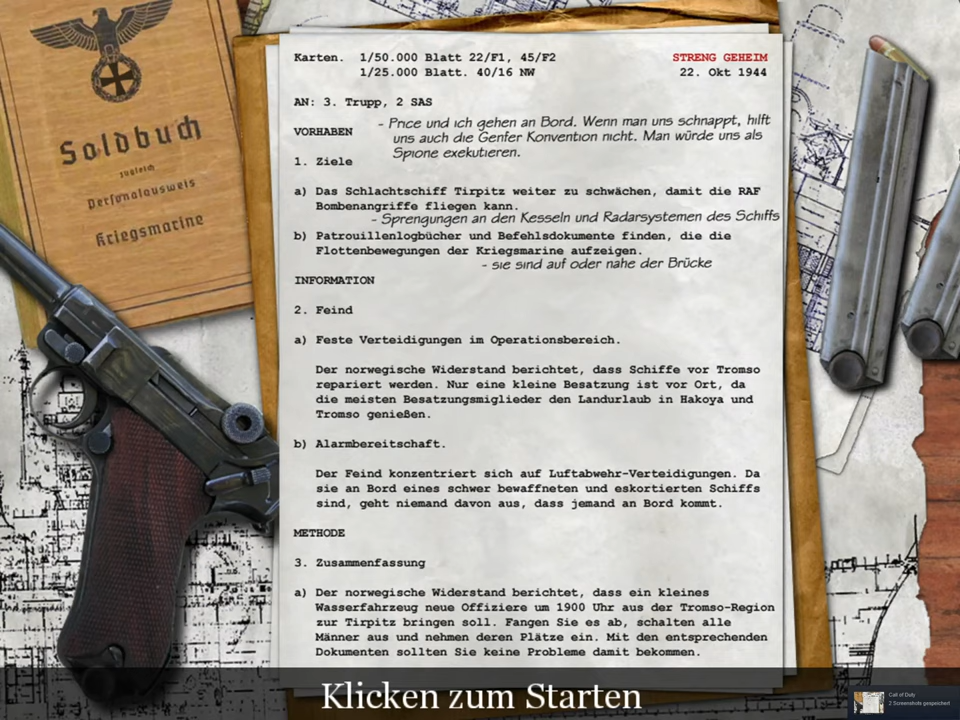 Soldbuch
zugleich
Personalausweis
Kriegsmarine
Karten. 1/50.000 Blatt 22/F1, 45/F2
STRENG GEHEIM
1/25.000 Blatt. 40/16 NW
22. Okt 1944
AN: 3. Trupp, 2 SAS
- Price und ich gehen an Bord. Wenn man uns schnappt, hilft
uns auch die Genfer Konvention nicht. Man würde uns als
Spione exekutieren.
VORHABEN
1. Ziele
a) Das Schlachtschiff Tirpitz weiter zu schwächen, damit die RAF
Bombenangriffe fliegen kann.
- Sprengungen an den Kesseln und Radarsystemen des Schiffs
b) Patrouillenlogbücher und Befehlsdokumente finden, die die
Flottenbewegungen der Kriegsmarine aufzeigen.
- sie sind auf oder nahe der Brücke
INFORMATION
2. Feind
a) Feste Verteidigungen im Operationsbereich.
Der norwegische Widerstand berichtet, dass Schiffe vor Tromso
repariert werden. Nur eine kleine Besatzung ist vor Ort, da
die meisten Besatzungsmiglieder den Landurlaub in Hakoya und
Tromso genießen.
b) Alarmbereitschaft.
Der Feind konzentriert sich auf Luftabwehr-Verteidigungen. Da
sie an Bord eines schwer bewaffneten und eskortierten Schiffs
sind, geht niemand davon aus, dass jemand an Bord kommt.
METHODE
3. Zusammenfassung
a) Der norwegische Widerstand berichtet, dass ein kleines
Wasserfahrzeug neue Offiziere um 1900 Uhr aus der Tromso-Region
zur Tirpitz bringen soll. Fangen Sie es ab, schalten alle
Männer aus und nehmen deren Plätze ein. Mit den entsprechenden
Dokumenten sollten Sie keine Probleme damit bekommen.
Klicken zum Starten
Call of Duty
2 Screenshots gespeichert